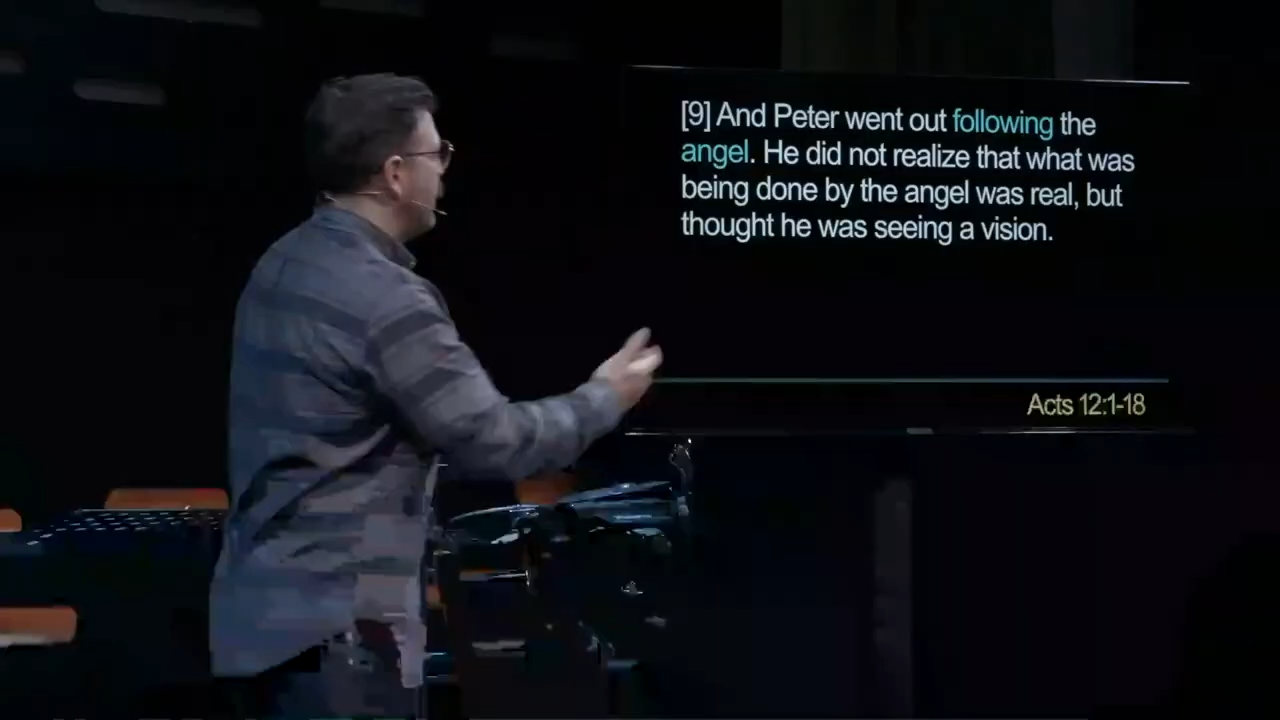 [9] And Peter went out following the
angel. He did not realize that what was
being done by the angel was real, but
thought he was seeing a vision.
Acts 12:1-18